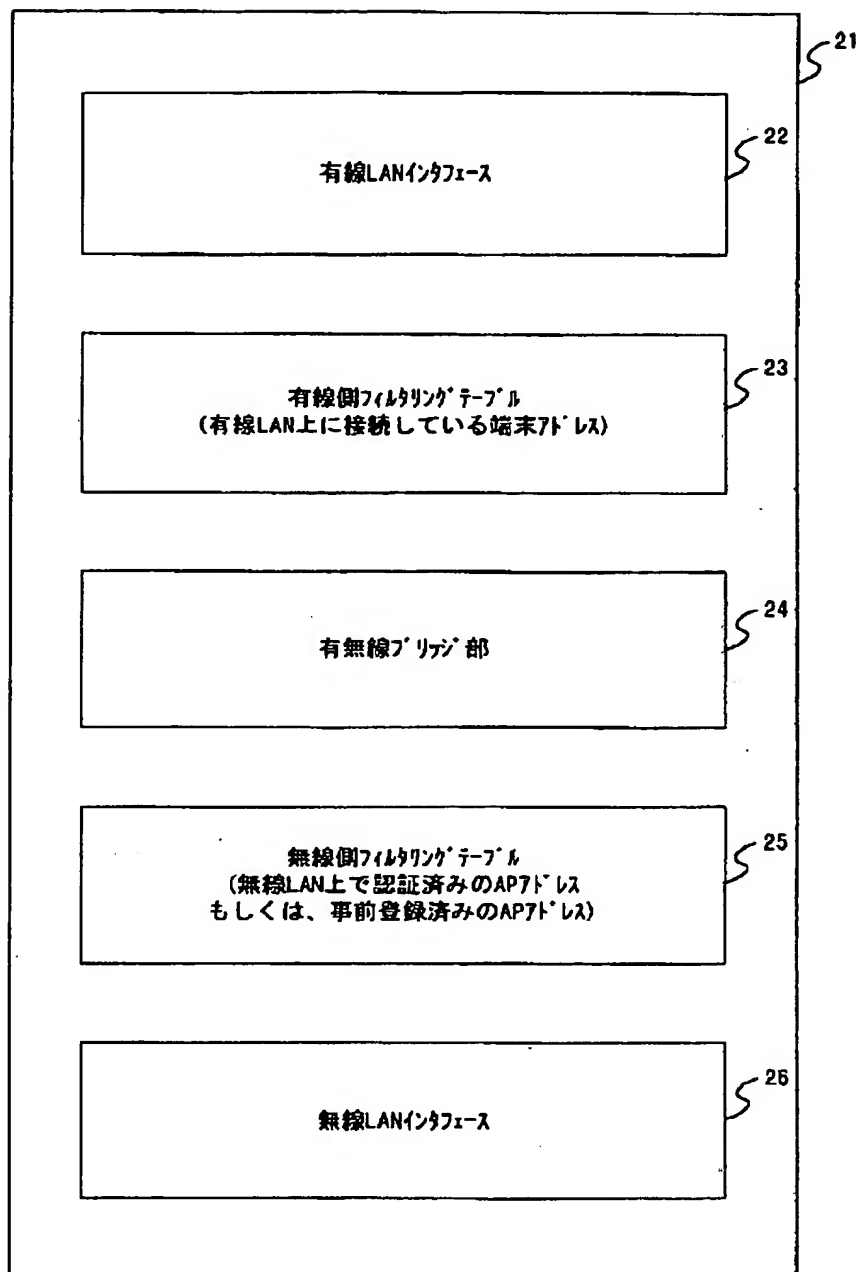 21
22
有線LANｲﾝﾀﾌｪｰｽ
23
有線側ﾌｨﾙﾀﾘﾝｸﾞﾃｰﾌﾞﾙ
(有線LAN上に接続している端末ｱﾄﾞﾚｽ)
24
有無線ﾌﾞﾘｯｼﾞ部
25
無線側ﾌｨﾙﾀﾘﾝｸﾞﾃｰﾌﾞﾙ
(無線LAN上で認証済みのAPｱﾄﾞﾚｽ
もしくは、事前登録済みのAPｱﾄﾞﾚｽ)
26
無線LANｲﾝﾀﾌｪｰｽ